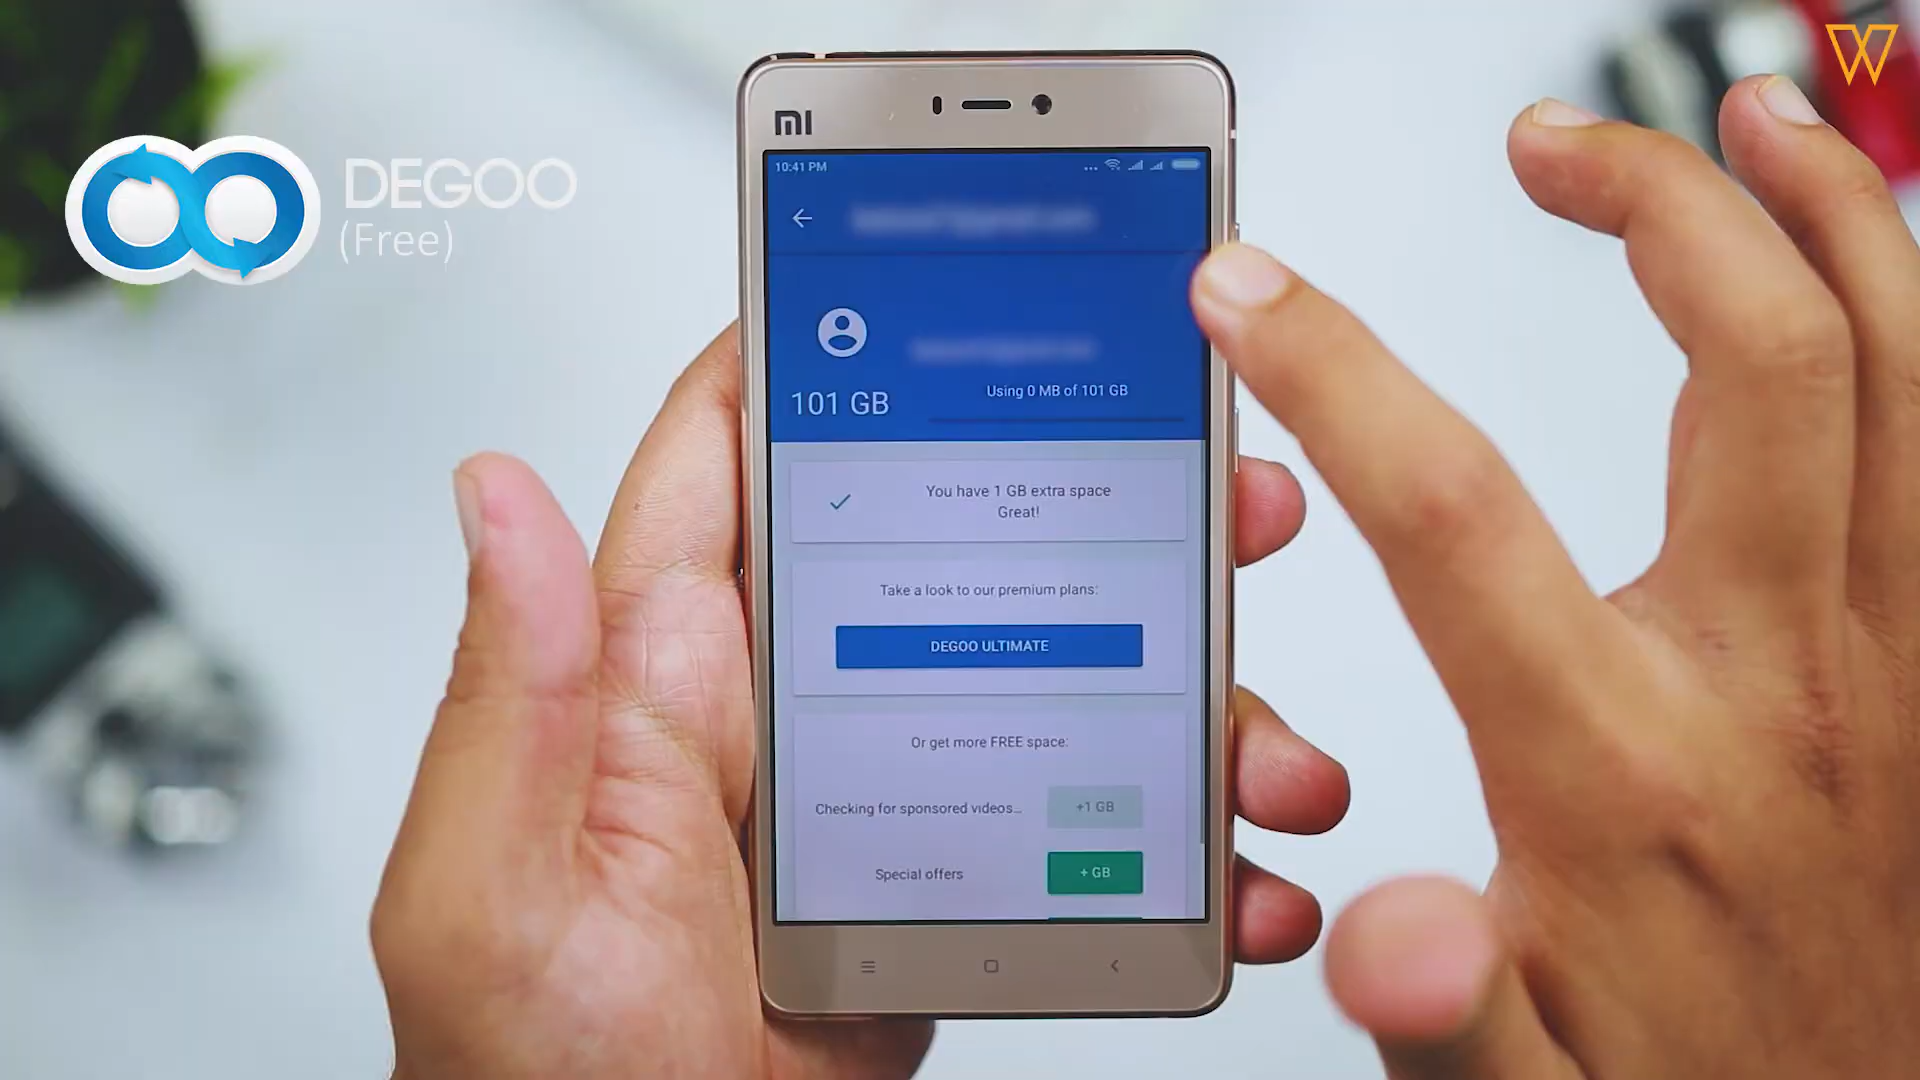 W
DEGOO
(Free)
MI
10:41 PM
101 GB
Using 0 MB of 101 GB
You have 1 GB extra space
Great!
Take a look to our premium plans:
DEGOO ULTIMATE
Or get more FREE space:
Checking for sponsored videos... +1 GB
Special offers + GB